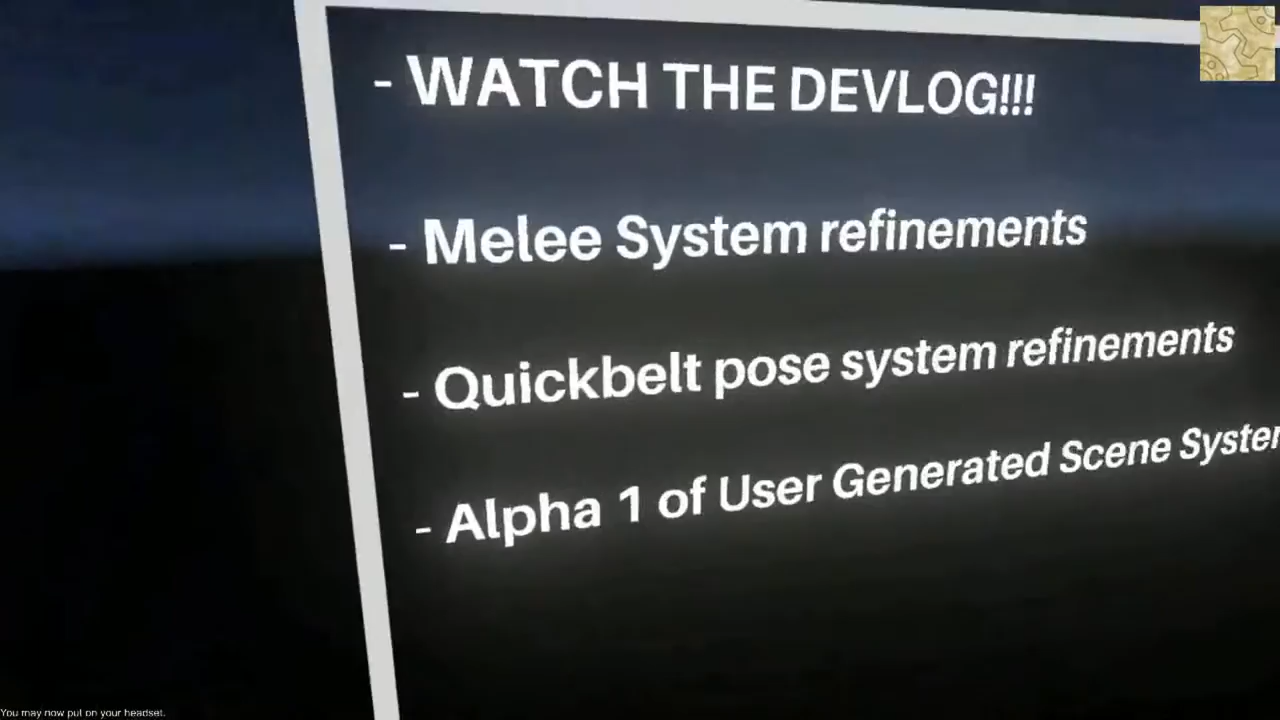 - WATCH THE DEVLOG!!!
- Melee System refinements
- Quickbelt pose system refinements
- Alpha 1 of User Generated Scene
You may now put on your headset.